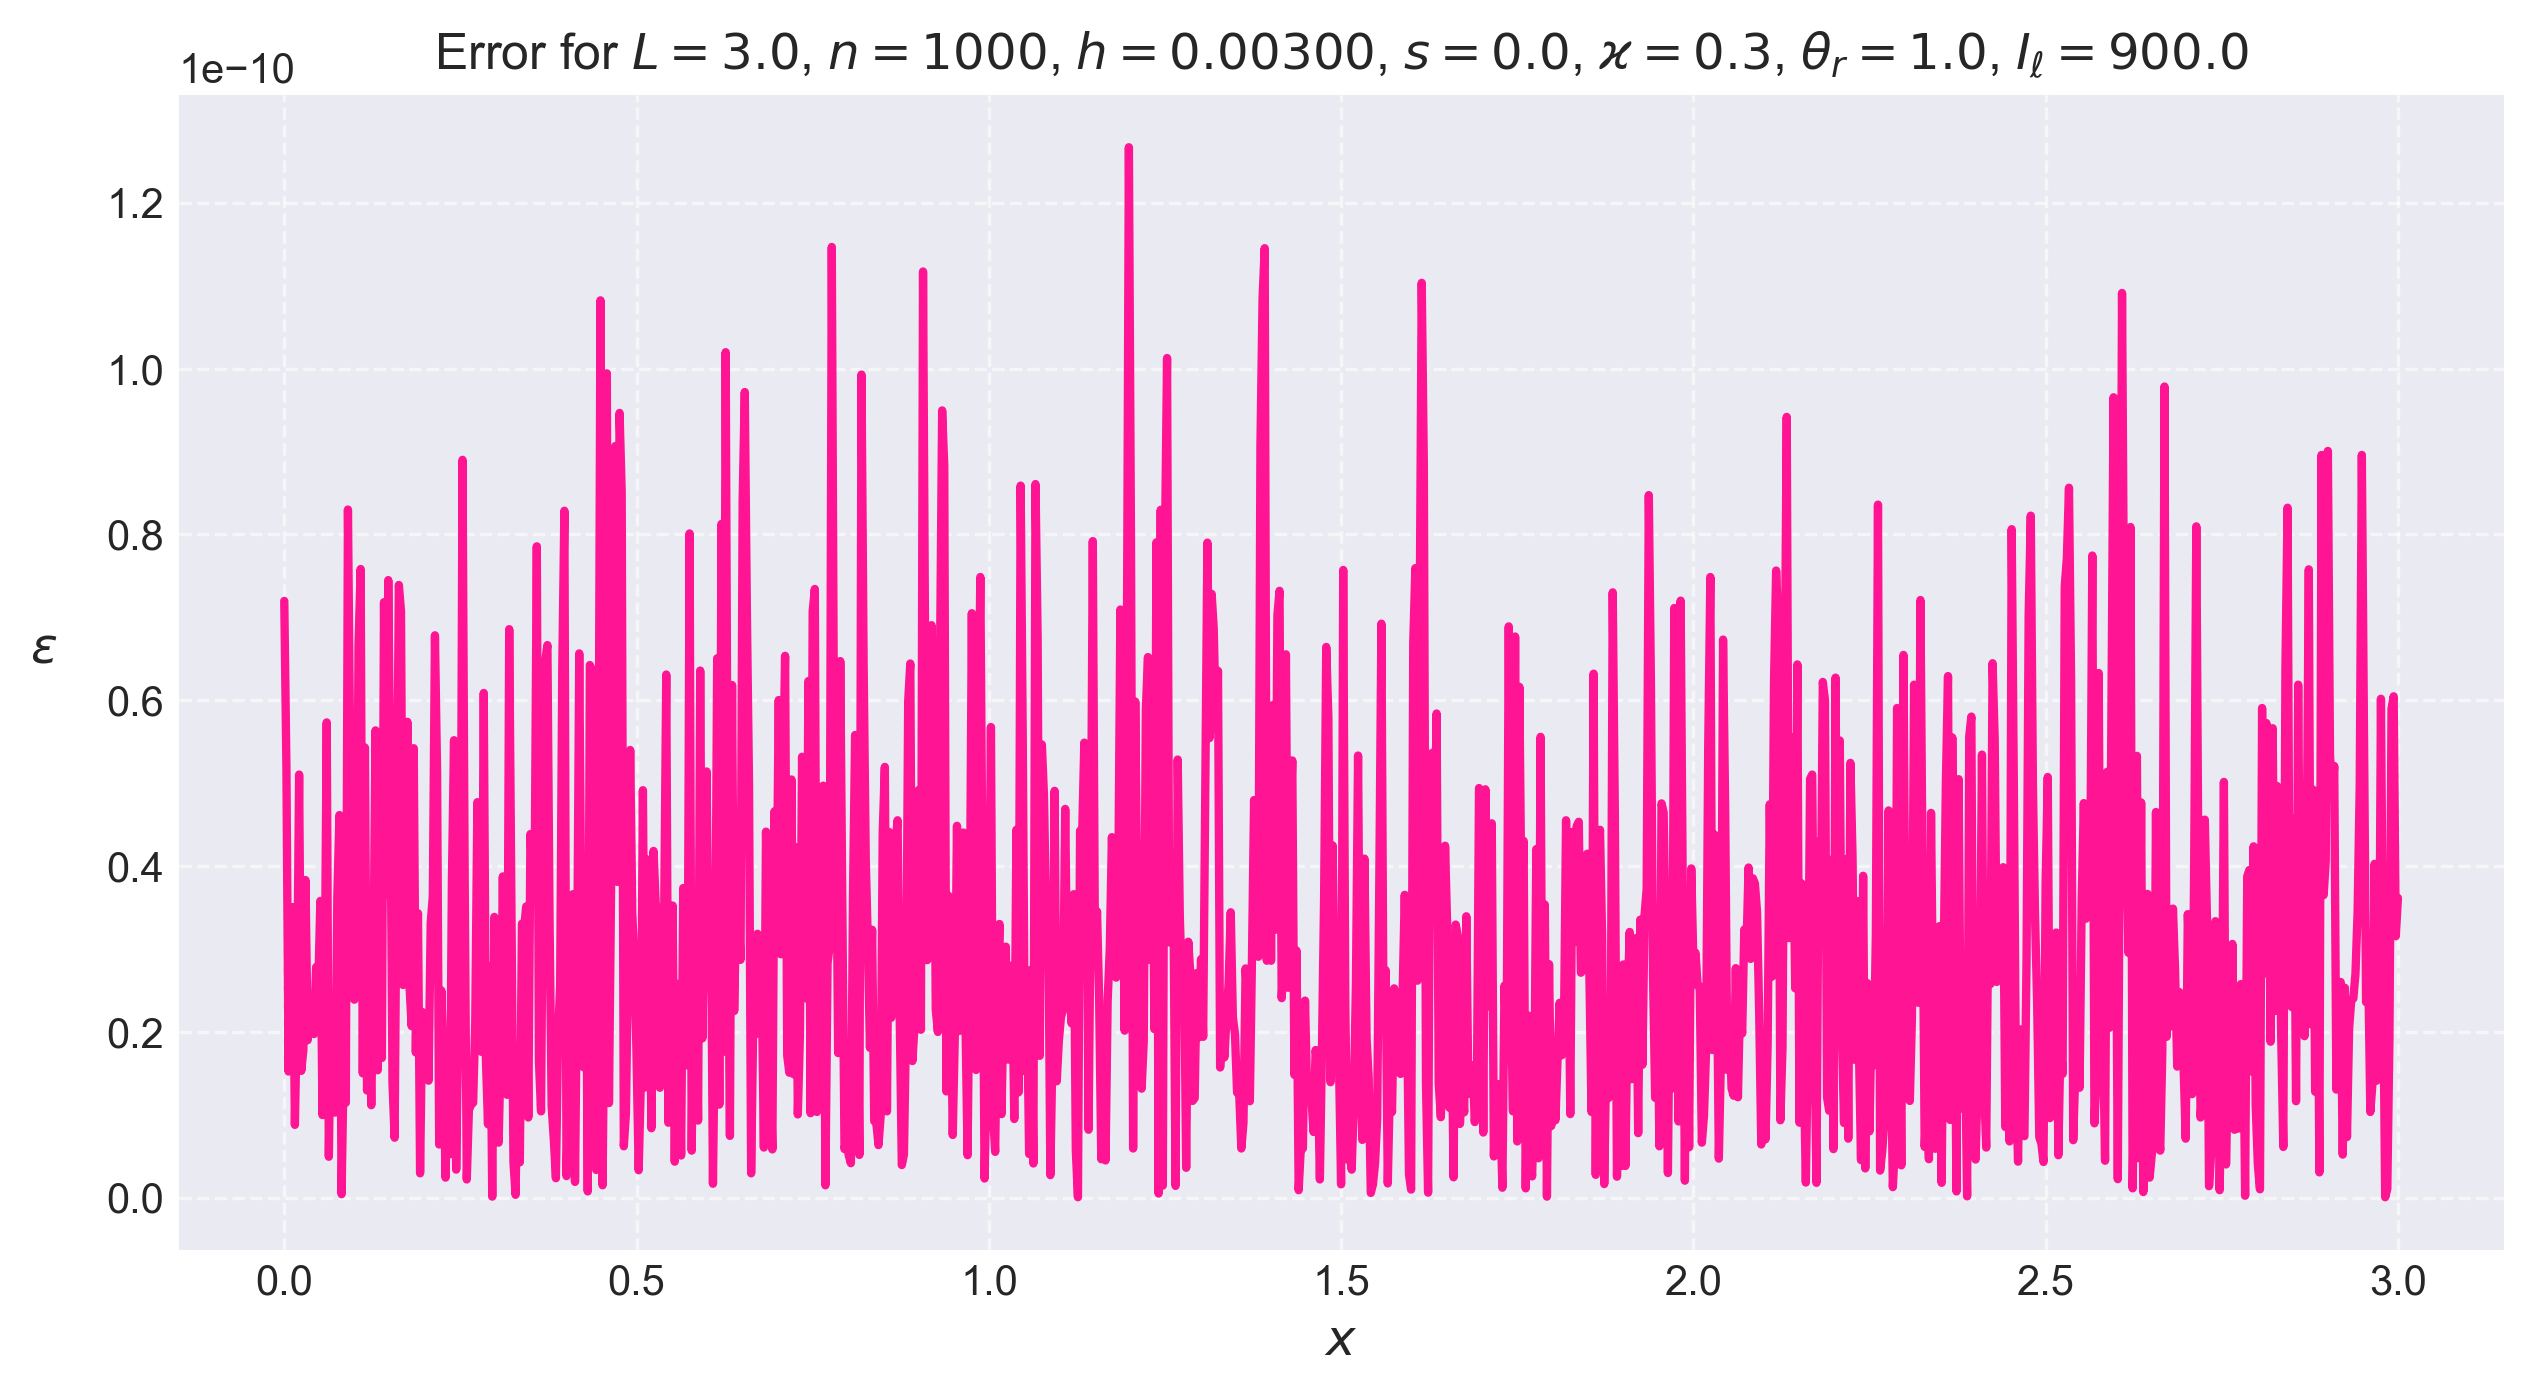 Error for L = 3.0, n = 1000, h = 0.00300, s = 0.0, ϰ = 0.3, θr = 1.0, Iℓ = 900.0
1e−10
1.2
1.0
0.8
0.6
0.4
0.2
0.0
ε
0.0 0.5 1.0 1.5 2.0 2.5 3.0
x